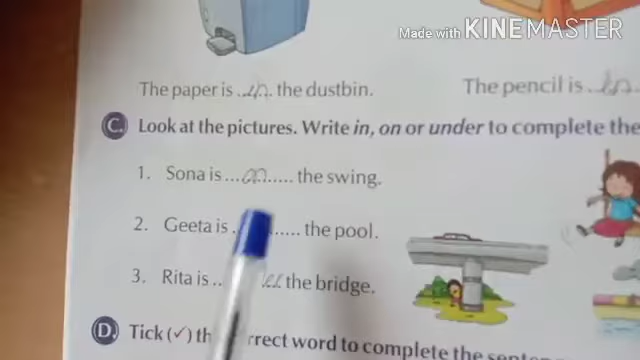 Made with KINEMASTER
The paper is ..in.. the dustbin. The pencil is ..in..
C. Look at the pictures. Write in, on or under to complete the
1. Sona is ...on..... the swing.
2. Geeta is ..... the pool.
3. Rita is .. the bridge.
D. Tick (✓) th rrect word to complete the